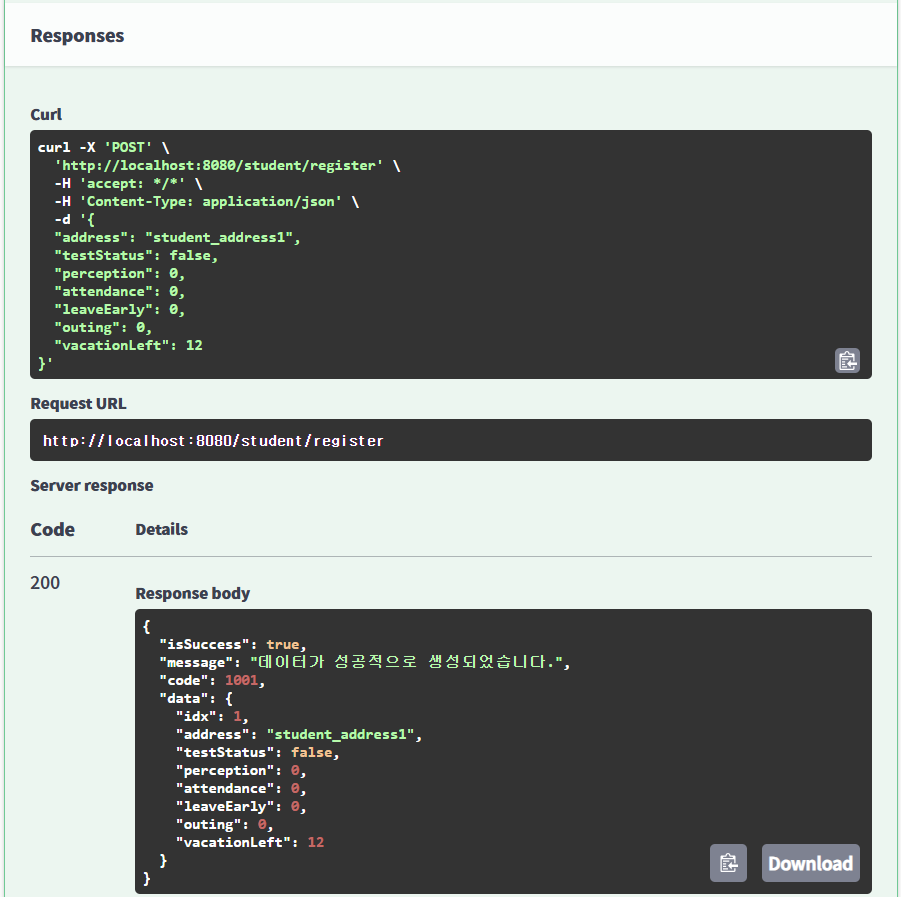 Responses
Curl
curl -X 'POST' \
  'http://localhost:8080/student/register' \
  -H 'accept: */*' \
  -H 'Content-Type: application/json' \
  -d '{
  "address": "student_address1",
  "testStatus": false,
  "perception": 0,
  "attendance": 0,
  "leaveEarly": 0,
  "outing": 0,
  "vacationLeft": 12
}'
Request URL
http://localhost:8080/student/register
Server response
Code Details
200
Response body
{
  "isSuccess": true,
  "message": "데이터가 성공적으로 생성되었습니다.",
  "code": 1001,
  "data": {
    "idx": 1,
    "address": "student_address1",
    "testStatus": false,
    "perception": 0,
    "attendance": 0,
    "leaveEarly": 0,
    "outing": 0,
    "vacationLeft": 12
  }
}
Download